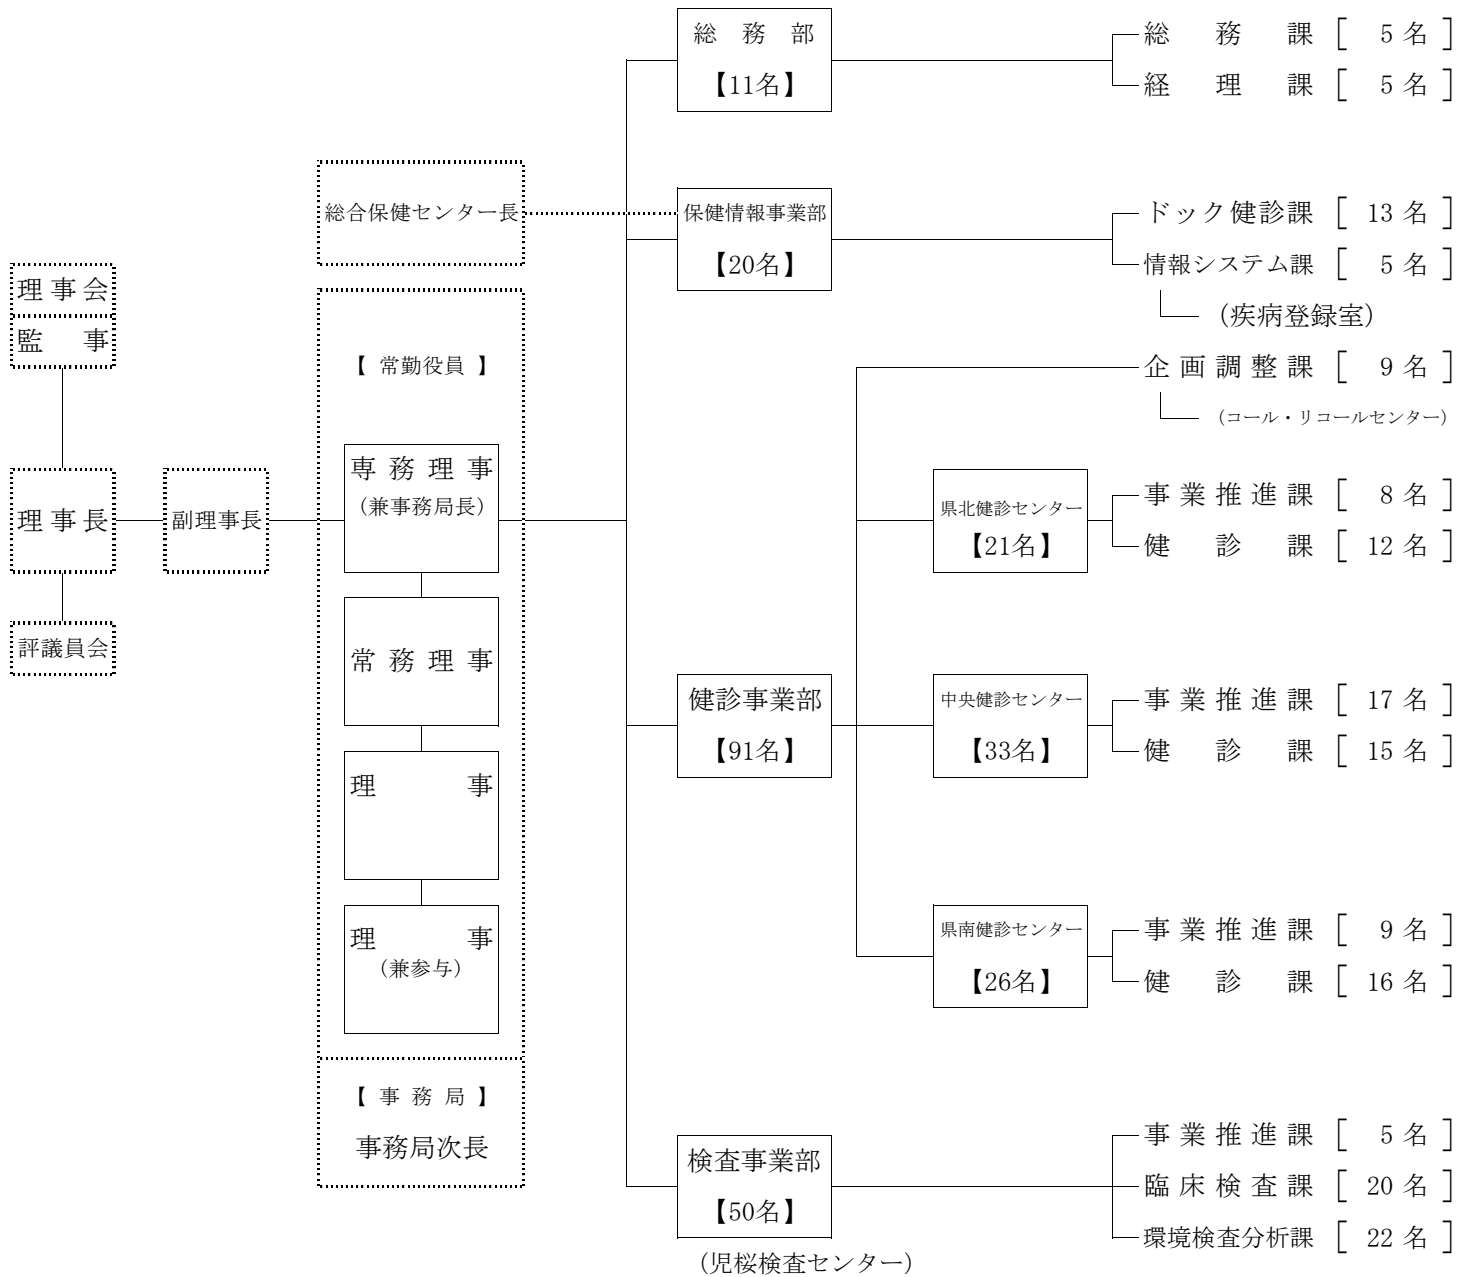 理事会
監事
理事長
評議員会
副理事長
総合保健センター長
【 常勤役員 】
専務理事
（兼事務局長）
常務理事
理事
理事
（兼参与）
【 事務局 】
事務局次長
総務部
【11名】
総務課 [ 5名 ]
経理課 [ 5名 ]
保健情報事業部
【20名】
ドック健診課 [ 13名 ]
情報システム課 [ 5名 ]
（疾病登録室）
健診事業部
【91名】
企画調整課 [ 9名 ]
（コール・リコールセンター）
県北健診センター
【21名】
事業推進課 [ 8名 ]
健診課 [ 12名 ]
中央健診センター
【33名】
事業推進課 [ 17名 ]
健診課 [ 15名 ]
県南健診センター
【26名】
事業推進課 [ 9名 ]
健診課 [ 16名 ]
検査事業部
【50名】
（児桜検査センター）
事業推進課 [ 5名 ]
臨床検査課 [ 20名 ]
環境検査分析課 [ 22名 ]